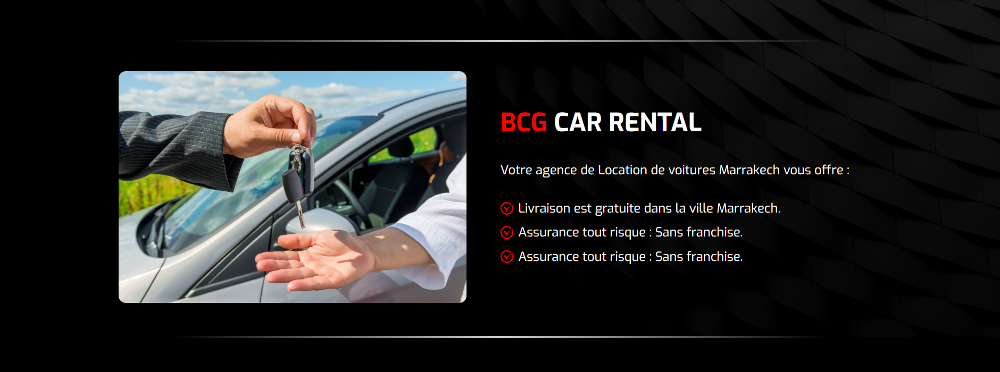 BCG CAR RENTAL
Votre agence de Location de voitures Marrakech vous offre :
Livraison est gratuite dans la ville Marrakech.
Assurance tout risque : Sans franchise.
Assurance tout risque : Sans franchise.